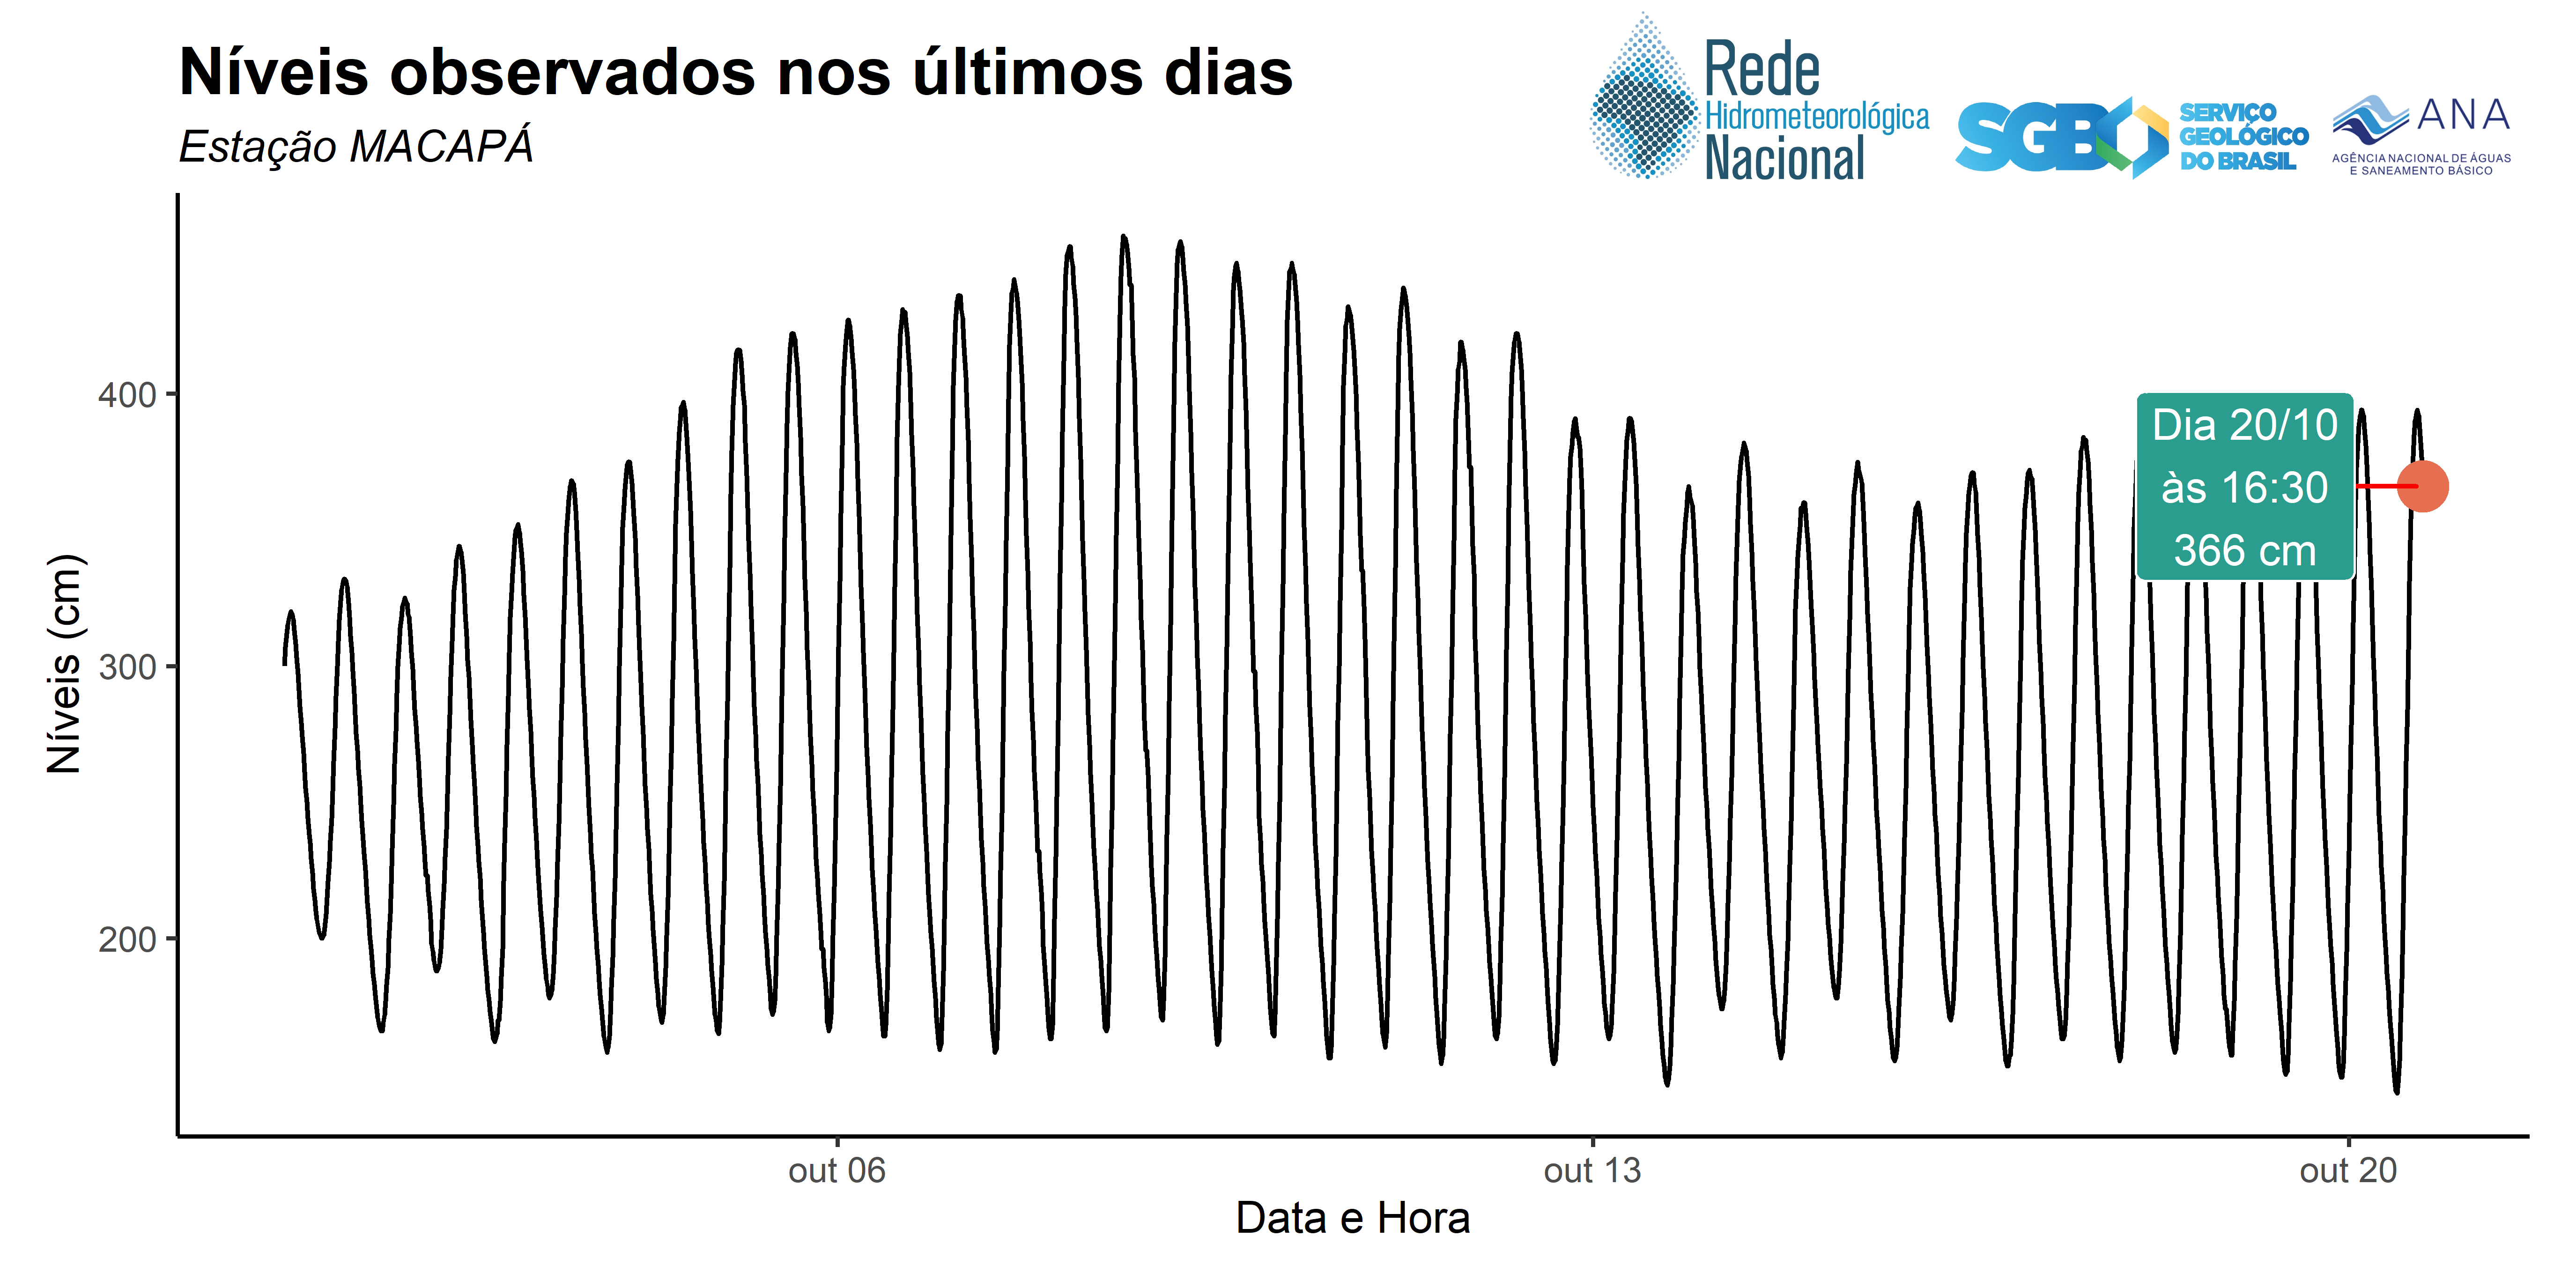 Níveis observados nos últimos dias
Estação MACAPÁ
Rede
Hidrometeorológica
Nacional
SGB
SERVIÇO
GEOLÓGICO
DO BRASIL
ANA
AGÊNCIA NACIONAL DE ÁGUAS
E SANEAMENTO BÁSICO
Níveis (cm)
400
300
200
Dia 20/10
às 16:30
366 cm
out 06
out 13
out 20
Data e Hora